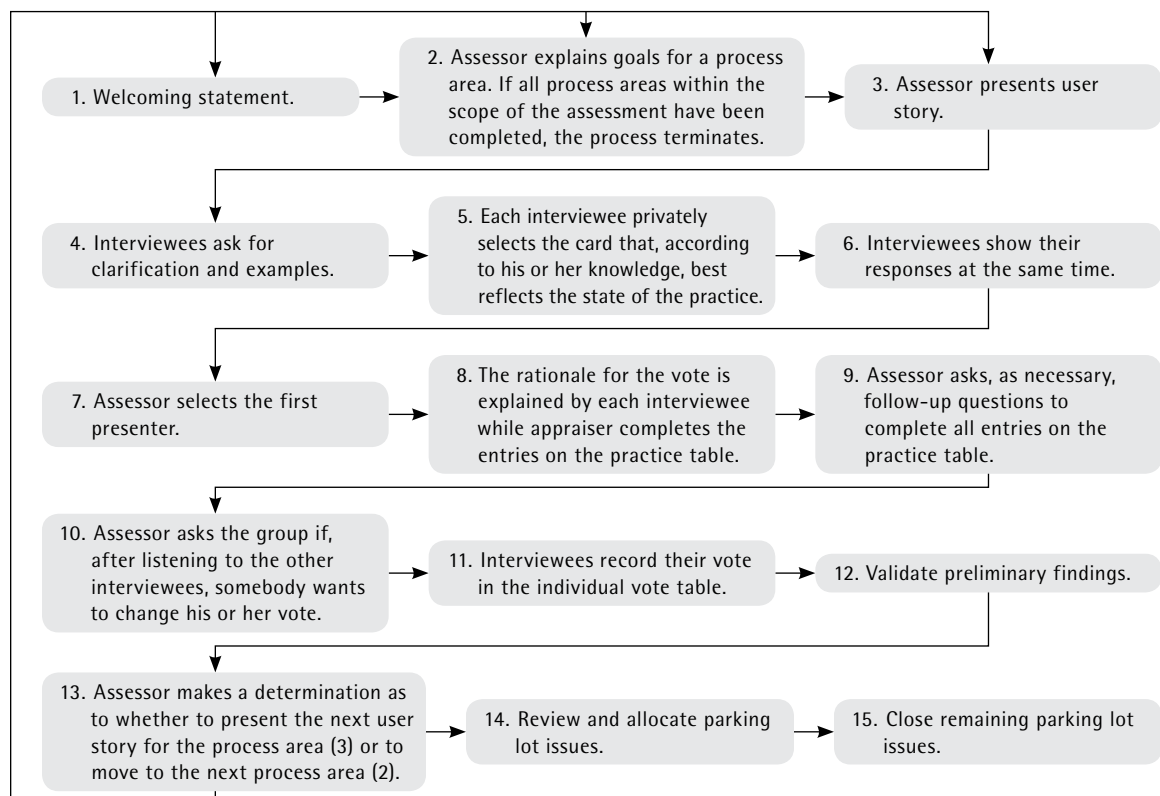 1. Welcoming statement.
2. Assessor explains goals for a process
area. If all process areas within the
scope of the assessment have been
completed, the process terminates.
3. Assessor presents user
story.
4. Interviewees ask for
clarification and examples.
5. Each interviewee privately
selects the card that, according
to his or her knowledge, best
reflects the state of the practice.
6. Interviewees show their
responses at the same time.
7. Assessor selects the first
presenter.
8. The rationale for the vote is
explained by each interviewee
while appraiser completes the
entries on the practice table.
9. Assessor asks, as necessary,
follow-up questions to
complete all entries on the
practice table.
10. Assessor asks the group if,
after listening to the other
interviewees, somebody wants
to change his or her vote.
11. Interviewees record their vote
in the individual vote table.
12. Validate preliminary findings.
13. Assessor makes a determination as
to whether to present the next user
story for the process area (3) or to
move to the next process area (2).
14. Review and allocate parking
lot issues.
15. Close remaining parking lot
issues.